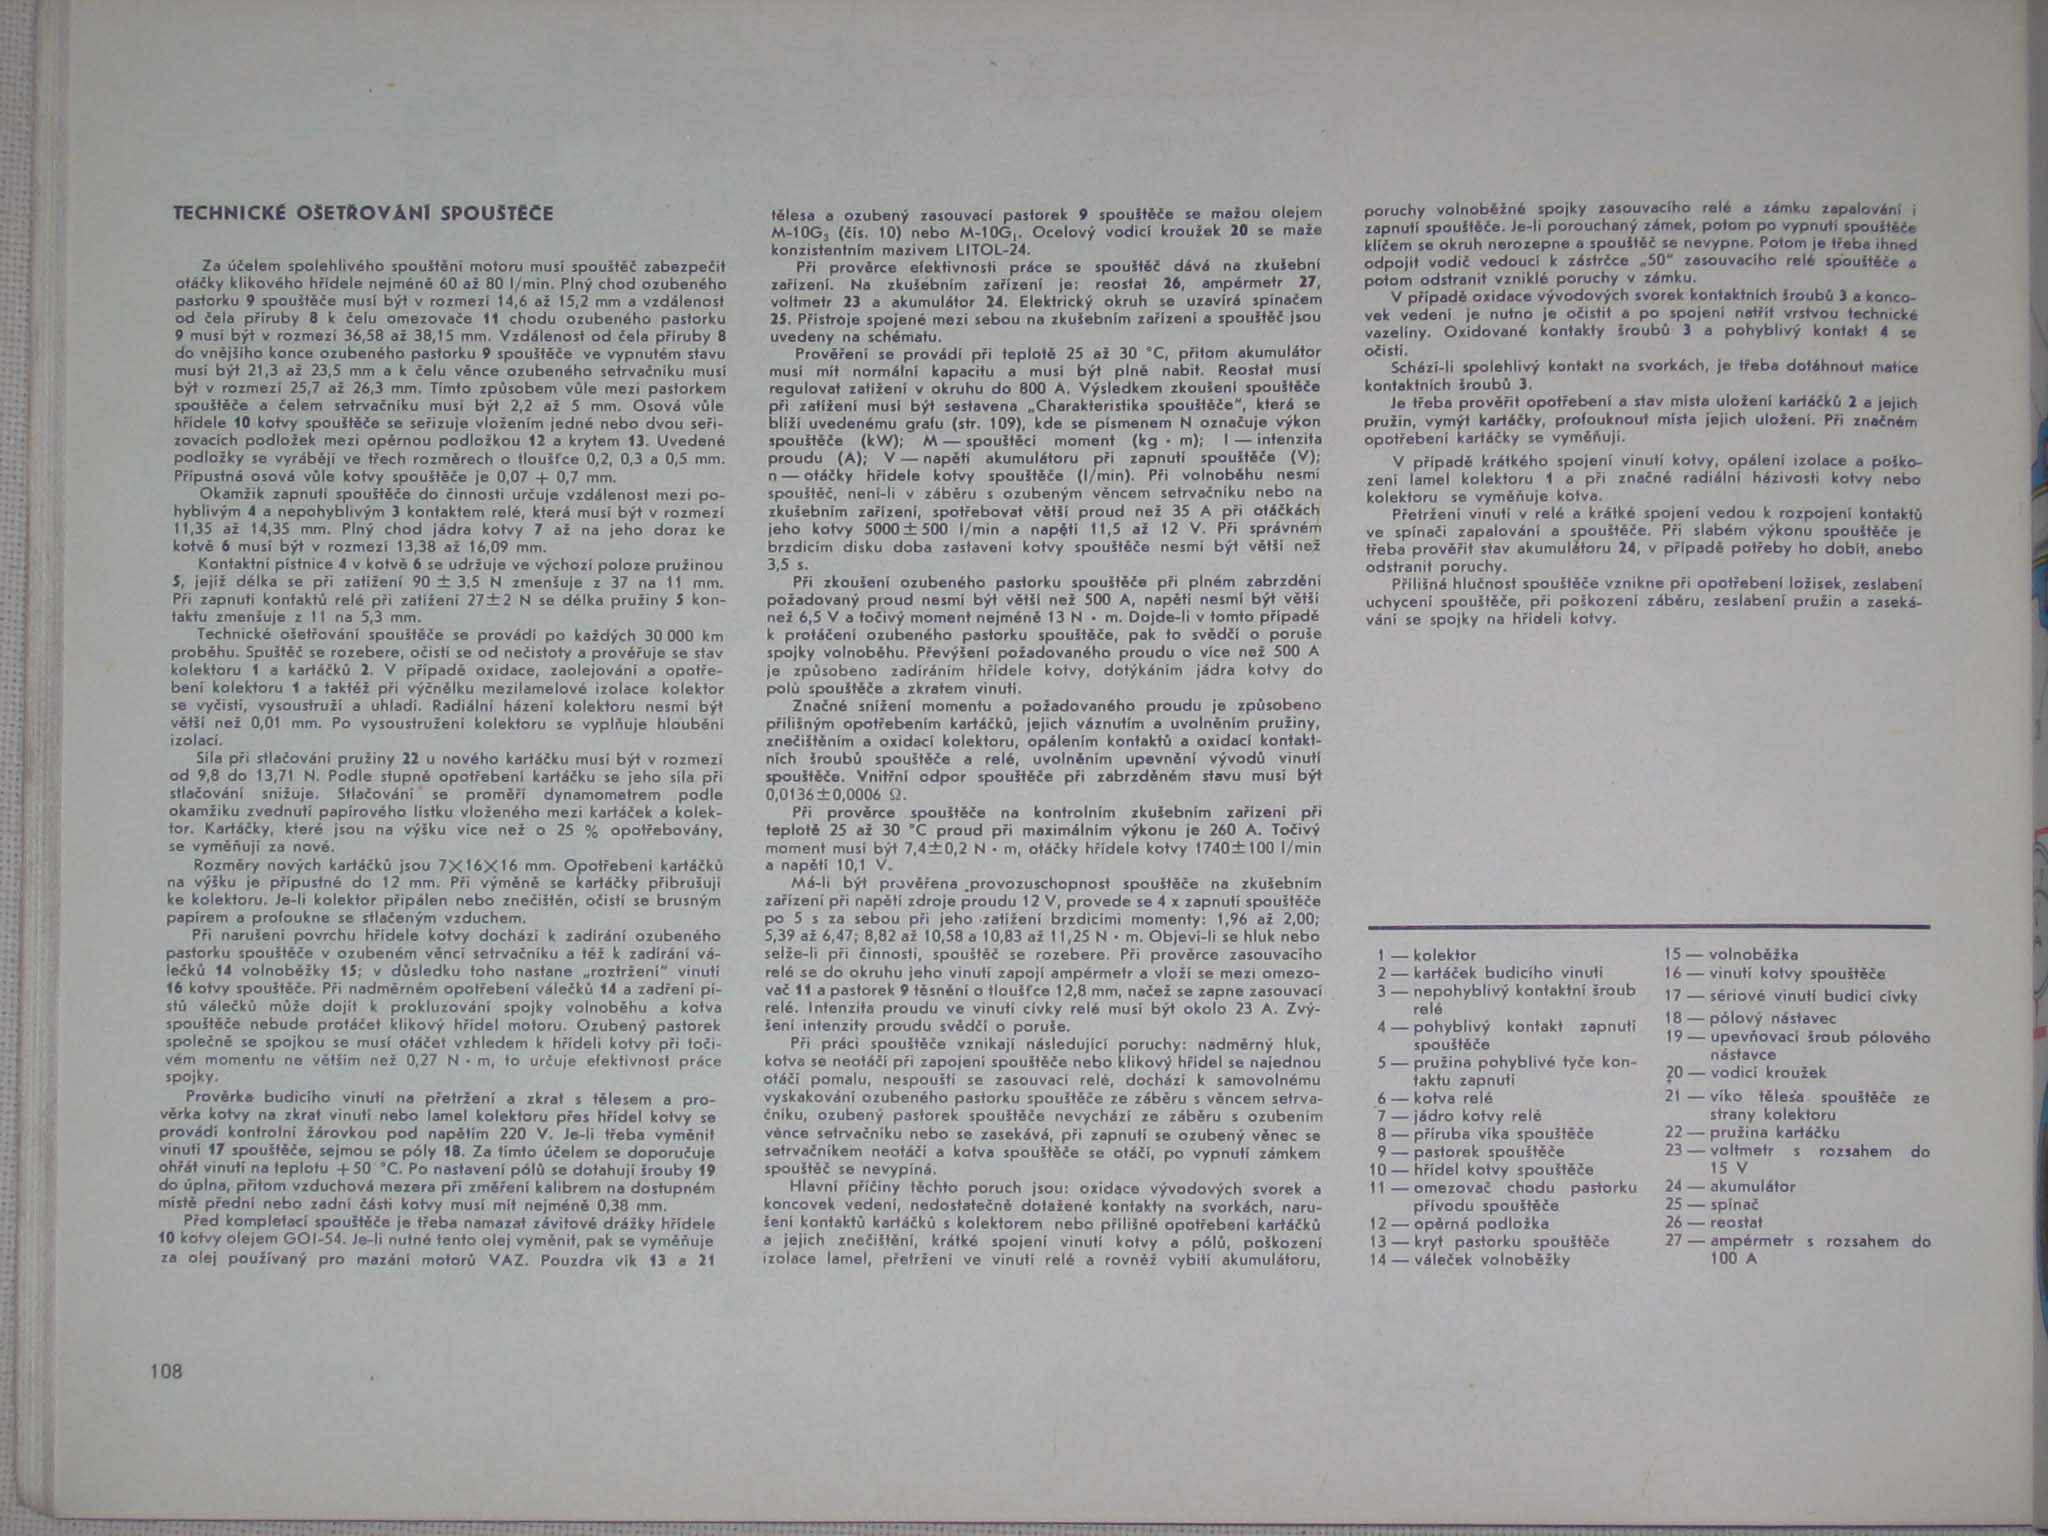 TECHNICKÉ OŠETŘOVÁNÍ SPOUŠTĚČE
Za účelem spolehlivého spouštění motoru musí spouštěč zabezpečit
otáčky klikového hřídele nejméně 60 až 80 l/min. Plný chod ozubeného
pastorku 9 spouštěče musí být v rozmezí 14,6 až 15,2 mm a vzdálenost
od čela příruby 8 k čelu omezovače 11 chodu ozubeného pastorku
9 musí být v rozmezí 36,58 až 38,15 mm. Vzdálenost od čela příruby 8
do vnějšího konce ozubeného pastorku 9 spouštěče ve vypnutém stavu
musí být 21,3 až 23,5 mm a k čelu věnce ozubeného setrvačníku musí
být v rozmezí 25,7 až 26,3 mm. Tímto způsobem vůle mezi pastorkem
spouštěče a čelem setrvačníku musí být 2,2 až 5 mm. Osová vůle
hřídele 10 kotvy spouštěče se seřizuje vložením jedné nebo dvou seři-
zovacích podložek mezi opěrnou podložkou 12 a krytem 13. Uvedené
podložky se vyrábějí ve třech rozměrech o tloušťce 0,2, 0,3 a 0,5 mm.
Přípustná osová vůle kotvy spouštěče je 0,07 + 0,7 mm.
Okamžik zapnutí spouštěče do činnosti určuje vzdálenost mezi po-
hyblivým 4 a nepohyblivým 3 kontaktem relé, která musí být v rozmezí
11,35 až 14,35 mm. Plný chod jádra kotvy 7 až na jeho doraz ke
kotvě 6 musí být v rozmezí 13,38 až 16,09 mm.
Kontaktní pístnice 4 v kotvě 6 se udržuje ve výchozí poloze pružinou
5, jejíž délka se při zatížení 90 ± 3,5 N zmenšuje z 37 na 11 mm.
Při zapnutí kontaktů relé při zatížení 27±2 N se délka pružiny 5 kon-
taktu zmenšuje z 11 na 5,3 mm.
Technické ošetřování spouštěče se provádí po každých 30 000 km
proběhu. Spuštěč se rozebere, očistí se od nečistoty a prověřuje se stav
kolektoru 1 a kartáčků 2. V případě oxidace, zaolejování a opotře-
bení kolektoru 1 a taktéž při výčnělku mezilamelové izolace kolektor
se vyčistí, vysoustruží a uhladí. Radiální házení kolektoru nesmí být
větší než 0,01 mm. Po vysoustružení kolektoru se vyplňuje hloubění
izolací.
Síla při stlačování pružiny 22 u nového kartáčku musí být v rozmezí
od 9,8 do 13,71 N. Podle stupně opotřebení kartáčku se jeho síla při
stlačování snižuje. Stlačování se proměří dynamometrem podle
okamžiku zvednutí papírového lístku vloženého mezi kartáček a kolek-
tor. Kartáčky, které jsou na výšku více než o 25 % opotřebovány,
se vyměňují za nové.
Rozměry nových kartáčků jsou 7×16×16 mm. Opotřebení kartáčků
na výšku je přípustné do 12 mm. Při výměně se kartáčky přibrušují
ke kolektoru. Je-li kolektor připálen nebo znečištěn, očistí se brusným
papírem a profoukne se stlačeným vzduchem.
Při narušení povrchu hřídele kotvy dochází k zadírání ozubeného
pastorku spouštěče v ozubeném věnci setrvačníku a též k zadírání vá-
lečků 14 volnoběžky 15; v důsledku toho nastane „roztržení" vinutí
16 kotvy spouštěče. Při nadměrném opotřebení válečků 14 a zadření pí-
stů válečků může dojít k prokluzování spojky volnoběhu a kotva
spouštěče nebude protáčet klikový hřídel motoru. Ozubený pastorek
společně se spojkou se musí otáčet vzhledem k hřídeli kotvy při toči-
vém momentu ne větším než 0,27 N · m, to určuje efektivnost práce
spojky.
Prověrka budicího vinutí na přetržení a zkrat s tělesem a pro-
věrka kotvy na zkrat vinutí nebo lamel kolektoru přes hřídel kotvy se
provádí kontrolní žárovkou pod napětím 220 V. Je-li třeba vyměnit
vinutí 17 spouštěče, sejmou se póly 18. Za tímto účelem se doporučuje
ohřát vinutí na teplotu +50 °C. Po nastavení pólů se dotahují šrouby 19
do úplna, přitom vzduchová mezera při změření kalibrem na dostupném
místě přední nebo zadní části kotvy musí mít nejméně 0,38 mm.
Před kompletací spouštěče je třeba namazat závitové drážky hřídele
10 kotvy olejem GOI-54. Je-li nutné tento olej vyměnit, pak se vyměňuje
za olej používaný pro mazání motorů VAZ. Pouzdra vík 13 a 21
tělesa a ozubený zasouvací pastorek 9 spouštěče se mažou olejem
M-10G₃ (čís. 10) nebo M-10G₁. Ocelový vodicí kroužek 20 se maže
konzistentním mazivem LITOL-24.
Při prověrce efektivnosti práce se spouštěč dává na zkušební
zařízení. Na zkušebním zařízení je: reostat 26, ampérmetr 27,
voltmetr 23 a akumulátor 24. Elektrický okruh se uzavírá spínačem
25. Přístroje spojené mezi sebou na zkušebním zařízení a spouštěč jsou
uvedeny na schématu.
Prověření se provádí při teplotě 25 až 30 °C, přitom akumulátor
musí mít normální kapacitu a musí být plně nabit. Reostat musí
regulovat zatížení v okruhu do 800 A. Výsledkem zkoušení spouštěče
při zatížení musí být sestavena „Charakteristika spouštěče", která se
blíží uvedenému grafu (str. 109), kde se písmenem N označuje výkon
spouštěče (kW); M — spouštěcí moment (kg · m); I — intenzita
proudu (A); V — napětí akumulátoru při zapnutí spouštěče (V);
n — otáčky hřídele kotvy spouštěče (l/min). Při volnoběhu nesmí
spouštěč, není-li v záběru s ozubeným věncem setrvačníku nebo na
zkušebním zařízení, spotřebovat větší proud než 35 A při otáčkách
jeho kotvy 5000 ± 500 l/min a napětí 11,5 až 12 V. Při správném
brzdicím disku doba zastavení kotvy spouštěče nesmí být větší než
3,5 s.
Při zkoušení ozubeného pastorku spouštěče při plném zabrzdění
požadovaný proud nesmí být větší než 500 A, napětí nesmí být větší
než 6,5 V a točivý moment nejméně 13 N · m. Dojde-li v tomto případě
k protáčení ozubeného pastorku spouštěče, pak to svědčí o poruše
spojky volnoběhu. Převýšení požadovaného proudu o více než 500 A
je způsobeno zadíráním hřídele kotvy, dotýkáním jádra kotvy do
polů spouštěče a zkratem vinutí.
Značné snížení momentu a požadovaného proudu je způsobeno
přílišným opotřebením kartáčků, jejich váznutím a uvolněním pružiny,
znečištěním a oxidací kolektoru, opálením kontaktů a oxidací kontakt-
ních šroubů spouštěče a relé, uvolněním upevnění vývodů vinutí
spouštěče. Vnitřní odpor spouštěče při zabrzděném stavu musí být
0,0136±0,0006 Ω.
Při prověrce spouštěče na kontrolním zkušebním zařízení při
teplotě 25 až 30 °C proud při maximálním výkonu je 260 A. Točivý
moment musí být 7,4±0,2 N · m, otáčky hřídele kotvy 1740±100 l/min
a napětí 10,1 V.
Má-li být prověřena provozuschopnost spouštěče na zkušebním
zařízení při napětí zdroje proudu 12 V, provede se 4 x zapnutí spouštěče
po 5 s za sebou při jeho zatížení brzdicími momenty: 1,96 až 2,00;
5,39 až 6,47; 8,82 až 10,58 a 10,83 až 11,25 N · m. Objeví-li se hluk nebo
selže-li při činnosti, spouštěč se rozebere. Při prověrce zasouvacího
relé se do okruhu jeho vinutí zapojí ampérmetr a vloží se mezi omezo-
vač 11 a pastorek 9 těsnění o tloušťce 12,8 mm, načež se zapne zasouvací
relé. Intenzita proudu ve vinutí cívky relé musí být okolo 23 A. Zvý-
šení intenzity proudu svědčí o poruše.
Při práci spouštěče vznikají následující poruchy: nadměrný hluk,
kotva se neotáčí při zapojení spouštěče nebo klikový hřídel se najednou
otáčí pomalu, nespouští se zasouvací relé, dochází k samovolnému
vyskakování ozubeného pastorku spouštěče ze záběru s věncem setrva-
čníku, ozubený pastorek spouštěče nevychází ze záběru s ozubením
věnce setrvačníku nebo se zasekává, při zapnutí se ozubený věnec se
setrvačníkem neotáčí a kotva spouštěče se otáčí, po vypnutí zámkem
spouštěč se nevypíná.
Hlavní příčiny těchto poruch jsou: oxidace vývodových svorek a
koncovek vedení, nedostatečně dotažené kontakty na svorkách, naru-
šení kontaktů kartáčků s kolektorem nebo přílišné opotřebení kartáčků
a jejich znečištění, krátké spojení vinutí kotvy a pólů, poškození
izolace lamel, přetržení ve vinutí relé a rovněž vybití akumulátoru,
poruchy volnoběžné spojky zasouvacího relé a zámku zapalování i
zapnutí spouštěče. Je-li porouchaný zámek, potom po vypnutí spouštěče
klíčem se okruh nerozepne a spouštěč se nevypne. Potom je třeba ihned
odpojit vodič vedoucí k zástrčce „50" zasouvacího relé spouštěče a
potom odstranit vzniklé poruchy v zámku.
V případě oxidace vývodových svorek kontaktních šroubů 3 a konco-
vek vedení je nutno je očistit a po spojení natřít vrstvou technické
vazelíny. Oxidované kontakty šroubů 3 a pohyblivý kontakt 4 se
očistí.
Schází-li spolehlivý kontakt na svorkách, je třeba dotáhnout matice
kontaktních šroubů 3.
Je třeba prověřit opotřebení a stav místa uložení kartáčků 2 a jejich
pružin, vymýt kartáčky, profouknout místa jejich uložení. Při značném
opotřebení kartáčky se vyměňují.
V případě krátkého spojení vinutí kotvy, opálení izolace a poško-
zení lamel kolektoru 1 a při značné radiální házivosti kotvy nebo
kolektoru se vyměňuje kotva.
Přetržení vinutí v relé a krátké spojení vedou k rozpojení kontaktů
ve spínači zapalování a spouštěče. Při slabém výkonu spouštěče je
třeba prověřit stav akumulátoru 24, v případě potřeby ho dobít, anebo
odstranit poruchy.
Přílišná hlučnost spouštěče vznikne při opotřebení ložisek, zeslabení
uchycení spouštěče, při poškození záběru, zeslabení pružin a zaseká-
vání se spojky na hřídeli kotvy.
1 — kolektor
2 — kartáček budicího vinutí
3 — nepohyblivý kontaktní šroub
relé
4 — pohyblivý kontakt zapnutí
spouštěče
5 — pružina pohyblivé tyče kon-
taktu zapnutí
6 — kotva relé
7 — jádro kotvy relé
8 — příruba víka spouštěče
9 — pastorek spouštěče
10 — hřídel kotvy spouštěče
11 — omezovač chodu pastorku
přívodu spouštěče
12 — opěrná podložka
13 — kryt pastorku spouštěče
14 — váleček volnoběžky
15 — volnoběžka
16 — vinutí kotvy spouštěče
17 — sériové vinutí budicí cívky
18 — pólový nástavec
19 — upevňovací šroub pólového
nástavce
20 — vodicí kroužek
21 — víko tělesa spouštěče ze
strany kolektoru
22 — pružina kartáčku
23 — voltmetr s rozsahem do
15 V
24 — akumulátor
25 — spínač
26 — reostat
27 — ampérmetr s rozsahem do
100 A
108